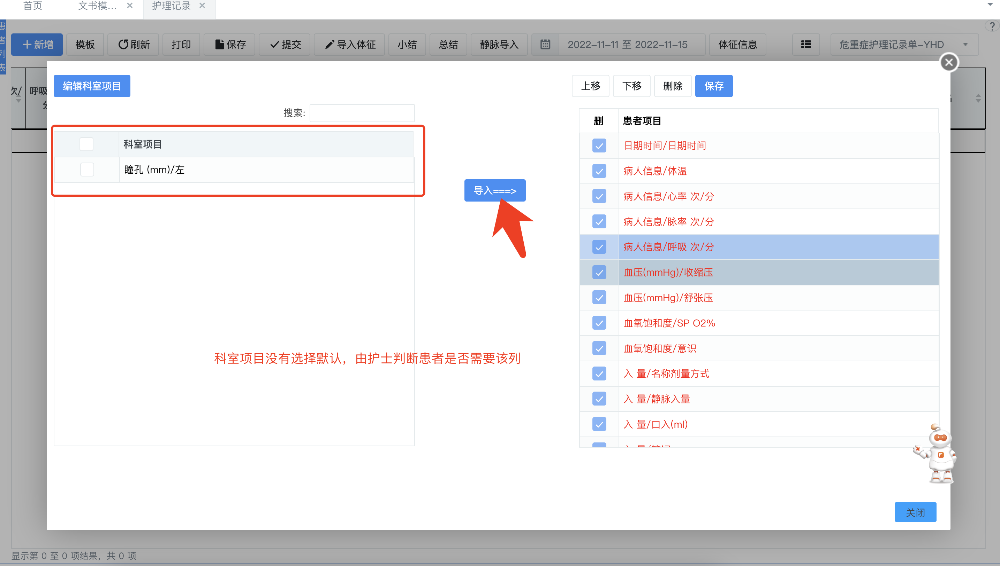 首页
文书模...
护理记录
患者列表
新增
模板
刷新
打印
保存
提交
导入体征
小结
总结
静脉导入
2022-11-11 至 2022-11-15
体征信息
危重症护理记录单-YHD
?
次/
呼吸
编辑科室项目
上移
下移
删除
保存
搜索:
科室项目
瞳孔 (mm)/左
导入===>
科室项目没有选择默认，由护士判断患者是否需要该列
删
患者项目
日期时间/日期时间
病人信息/体温
病人信息/心率 次/分
病人信息/脉率 次/分
病人信息/呼吸 次/分
血压(mmHg)/收缩压
血压(mmHg)/舒张压
血氧饱和度/SP O2%
血氧饱和度/意识
入 量/名称剂量方式
入 量/静脉入量
入 量/口入(ml)
F
关闭
显示第 0 至 0 项结果，共 0 项